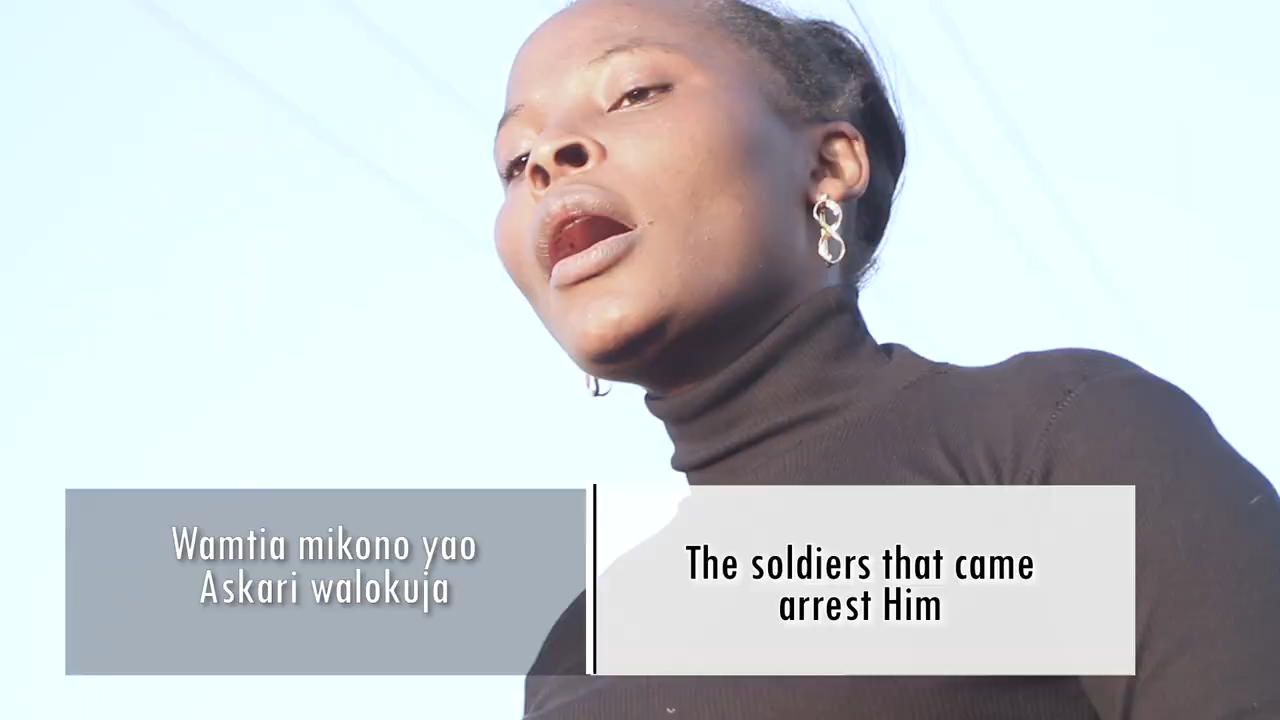 Wamtia mikono yao
Askari walokuja
The soldiers that came
arrest Him